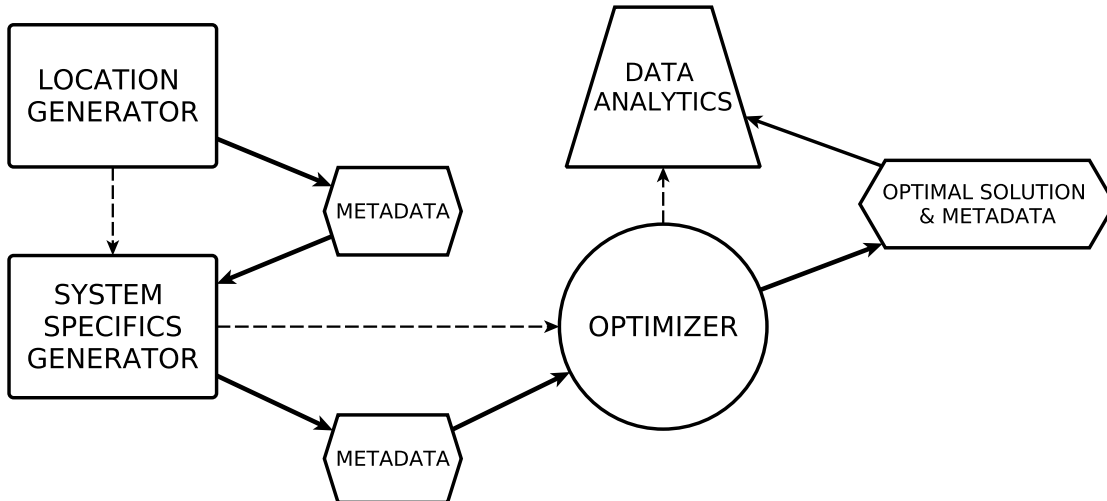 LOCATION
GENERATOR
METADATA
SYSTEM
SPECIFICS
GENERATOR
METADATA
OPTIMIZER
DATA
ANALYTICS
OPTIMAL SOLUTION
& METADATA